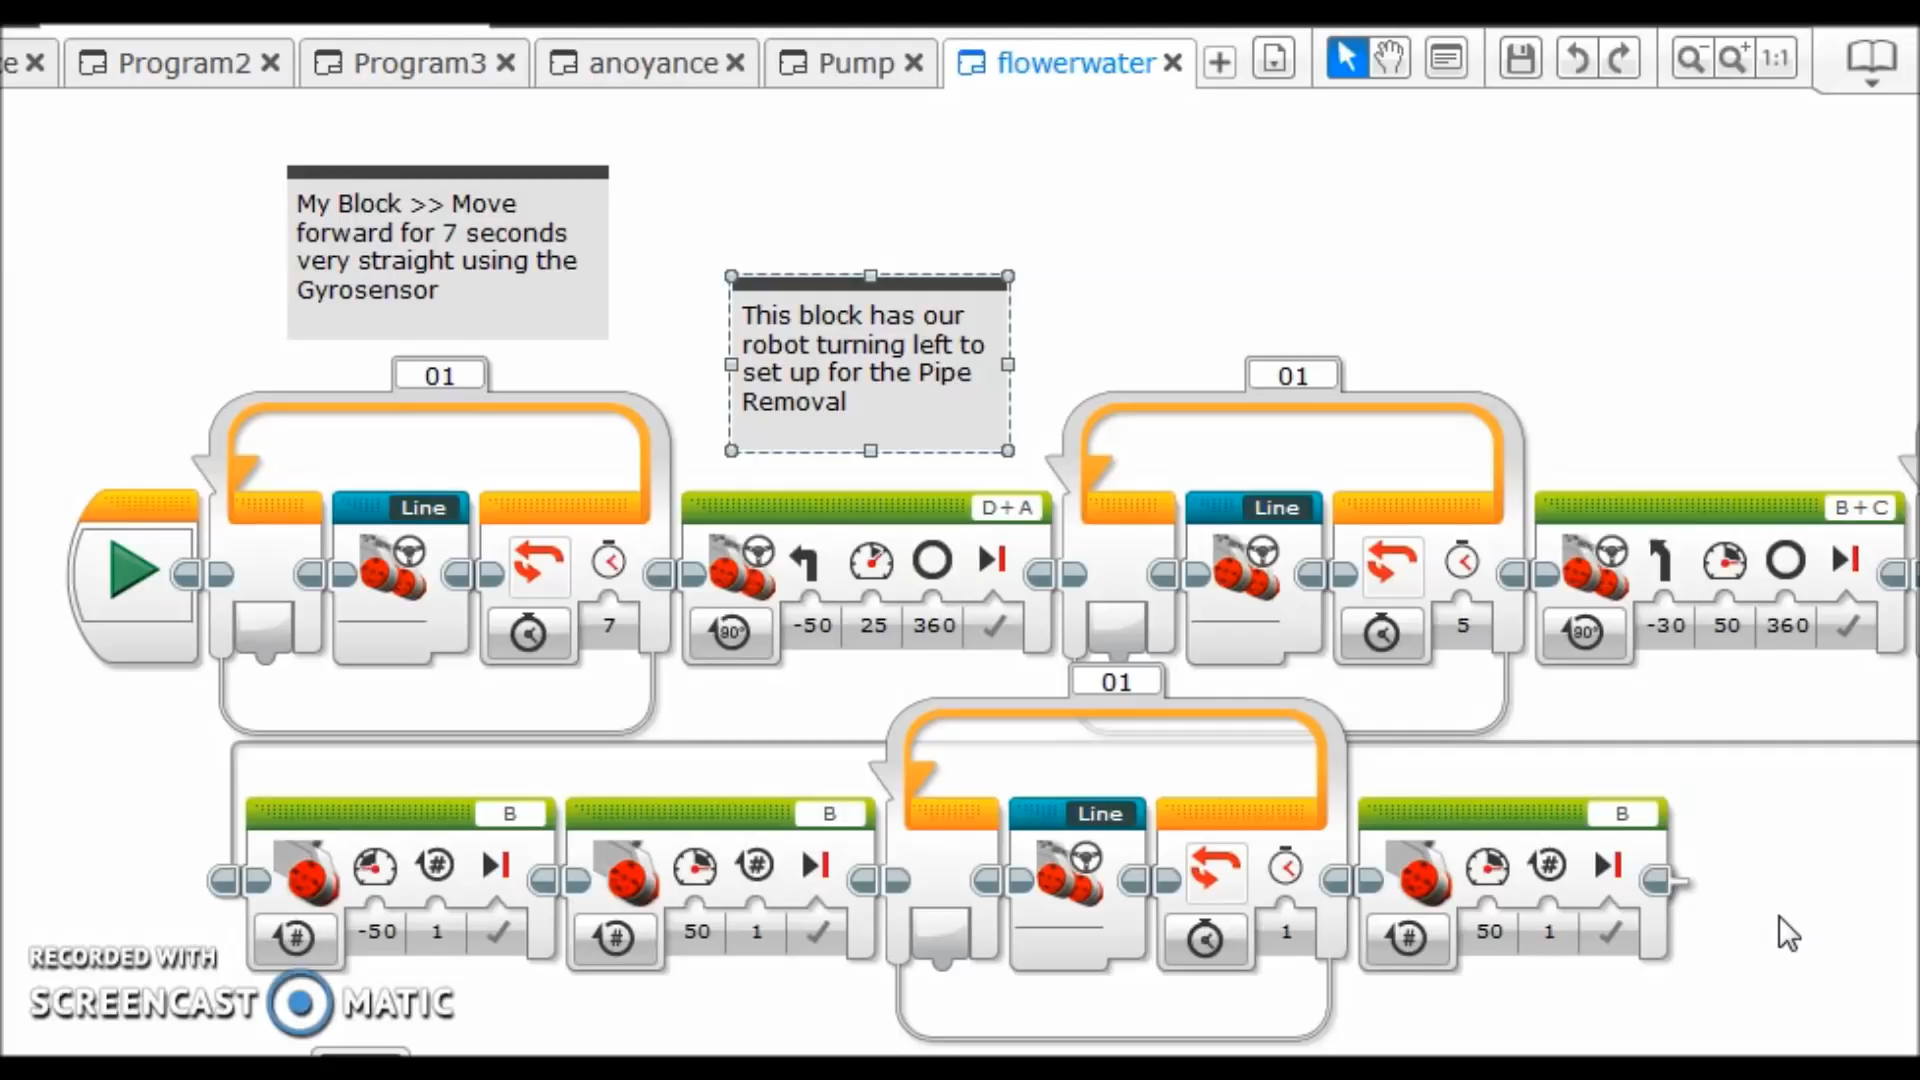 e
Program2
Program3
anoyance
Pump
flowerwater
1:1
My Block >> Move
forward for 7 seconds
very straight using the
Gyrosensor
This block has our
robot turning left to
set up for the Pipe
Removal
01
01
Line
D+A
Line
B+C
7
90°
-50
25
360
5
90°
-30
50
360
01
B
B
Line
B
#
#
#
# -50 1
# 50 1
1
# 50 1
RECORDED WITH
SCREENCAST MATIC